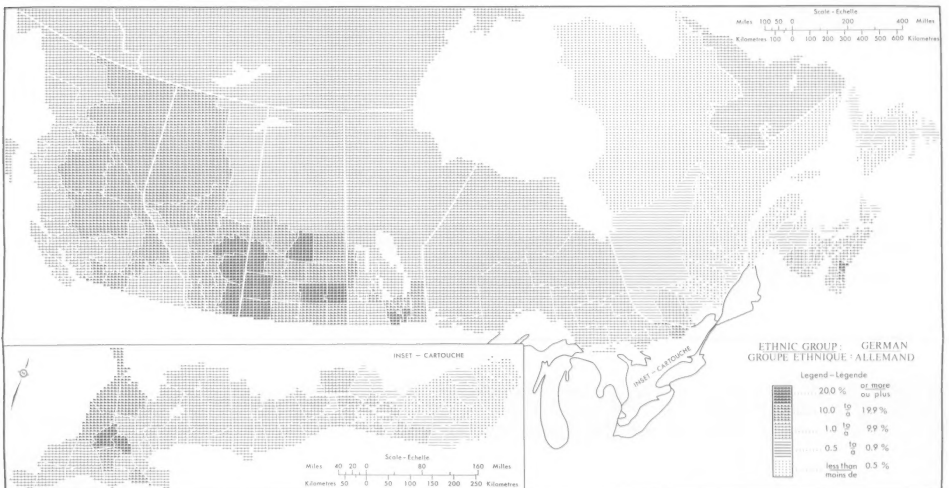 Scale-Echelle
Miles 100 50 0 200 400 Milles
Kilometres 100 0 100 200 300 400 500 600 Kilometres
INSET – CARTOUCHE
INSET – CARTOUCHE
ETHNIC GROUP : GERMAN
GROUPE ETHNIQUE : ALLEMAND
Legend – Légende
20.0 % or more ou plus
10.0 to à 19.9 %
1.0 to à 9.9 %
0.5 to à 0.9 %
less than moins de 0.5 %
Scale-Echelle
Miles 40 20 0 80 160 Milles
Kilometres 50 0 50 100 150 200 250 Kilometres